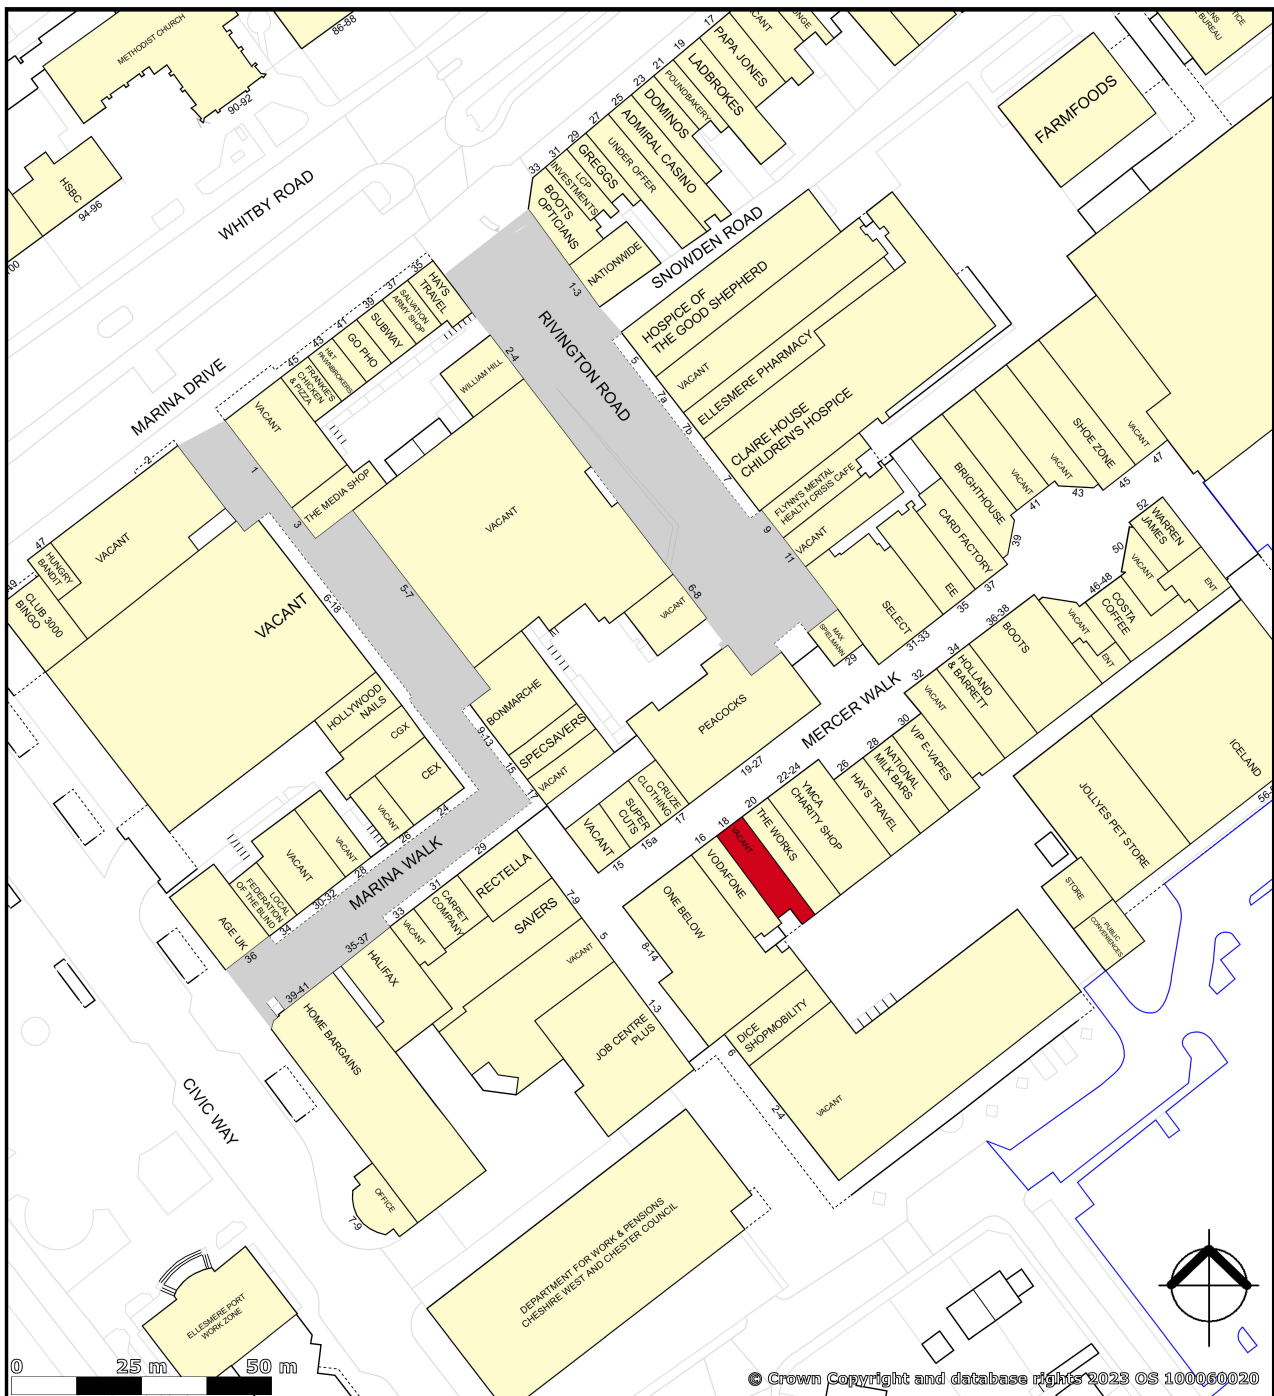 METHODIST CHURCH
86-88
90-92
HSBC
94-96
WHITBY ROAD
17
VACANT
19
PAPA JONES
21
LADBROKES
23
POUNDBAKERY
25
DOMINOS
27
ADMIRAL CASINO
29
UNDER OFFER
31
GREGGS
33
LCP
INVESTMENTS
BOOTS
OPTICIANS
NATIONWIDE
1-3
SNOWDEN ROAD
FARMFOODS
BUREAU
HOSPICE OF
THE GOOD SHEPHERD
5
VACANT
7a
ELLESMERE PHARMACY
7b
CLAIRE HOUSE
CHILDREN'S HOSPICE
7
FLYNN'S MENTAL
HEALTH CRISIS CAFE
9
VACANT
11
RIVINGTON ROAD
MARINA DRIVE
35
HAYS
TRAVEL
37
SALVATION
ARMY SHOP
39
SUBWAY
41
GO PHO
43
H&T
PAWNBROKERS
45
FRANKIE'S
CHICKEN
& PIZZA
VACANT
1
THE MEDIA SHOP
3
2-4
WILLIAM HILL
VACANT
5-7
6-8
VACANT
2
VACANT
47
HUNGRY
BANDIT
49
CLUB 3000
BINGO
VACANT
6-18
HOLLYWOOD
NAILS
CGX
CEX
24
VACANT
26
VACANT
28
VACANT
30-32
LOCAL
FEDERATION
OF THE BLIND
34
AGE UK
36
MARINA WALK
BONMARCHE
9-13
SPECSAVERS
15
VACANT
17
PEACOCKS
19-27
CRUZE
CLOTHING
17
SUPER
CUTS
15a
VACANT
15
MERCER WALK
MAX
SPIELMANN
29
SELECT
31-33
EE
35
CARD FACTORY
37
BRIGHTHOUSE
39
VACANT
41
VACANT
43
SHOE ZONE
45
VACANT
47
52
WARREN
JAMES
50
VACANT
ENT
46-48
COSTA
COFFEE
VACANT
ENT
36-38
BOOTS
34
HOLLAND
& BARRETT
32
VACANT
30
VIP E-VAPES
28
NATIONAL
MILK BARS
26
HAYS TRAVEL
22-24
YMCA
CHARITY SHOP
20
THE WORKS
18
VACANT
16
VODAFONE
ONE BELOW
8-14
DICE
SHOPMOBILITY
6
VACANT
2-4
ICELAND
JOLLYES PET STORE
STORE
PUBLIC
CONVENIENCES
29
RECTELLA
31
CARPET
COMPANY
33
VACANT
35-37
HALIFAX
39-41
HOME BARGAINS
7-9
SAVERS
5
VACANT
1-3
JOB CENTRE
PLUS
CIVIC WAY
OFFICE
7-9
DEPARTMENT FOR WORK & PENSIONS
CHESHIRE WEST AND CHESTER COUNCIL
ELLESMERE PORT
WORK ZONE
0 25 m 50 m
© Crown Copyright and database rights 2023 OS 100060020